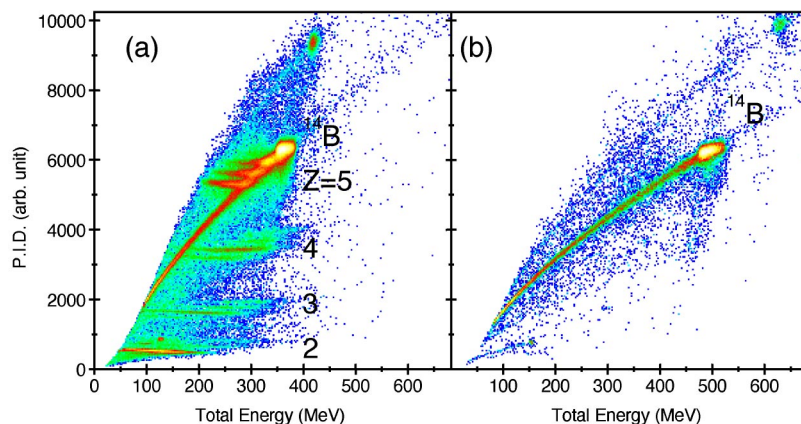 (a)
(b)
P.I.D. (arb. unit)
10000
8000
6000
4000
2000
0
14B
Z=5
4
3
2
14B
0 100 200 300 400 500 600
100 200 300 400 500 600
Total Energy (MeV)
Total Energy (MeV)